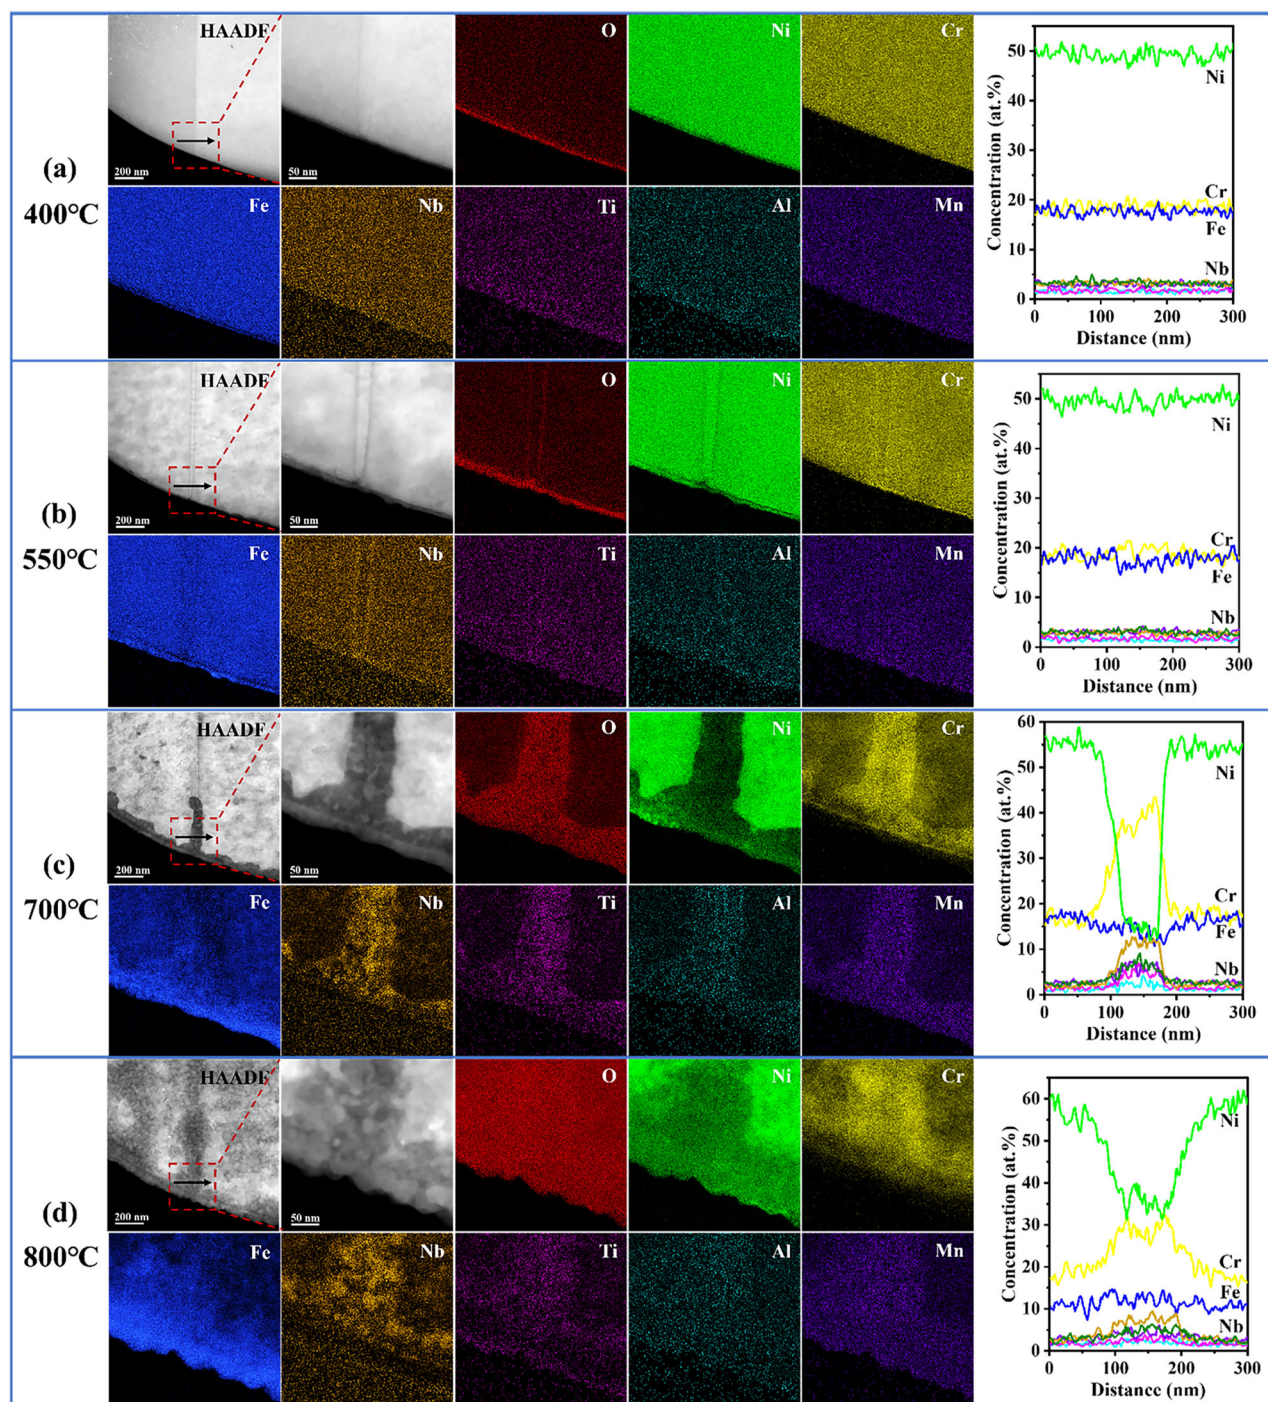 (a)
400°C
HAADF
O
Ni
Cr
200 nm
50 nm
Fe
Nb
Ti
Al
Mn
Concentration (at.%)
50
40
30
20
10
0
Ni
Cr
Fe
Nb
0
100
200
300
Distance (nm)
(b)
550°C
HAADF
O
Ni
Cr
200 nm
50 nm
Fe
Nb
Ti
Al
Mn
Concentration (at.%)
50
40
30
20
10
0
Ni
Cr
Fe
Nb
0
100
200
300
Distance (nm)
(c)
700°C
HAADF
O
Ni
Cr
200 nm
50 nm
Fe
Nb
Ti
Al
Mn
Concentration (at.%)
60
50
40
30
20
10
0
Ni
Cr
Fe
Nb
0
100
200
300
Distance (nm)
(d)
800°C
HAADF
O
Ni
Cr
200 nm
50 nm
Fe
Nb
Ti
Al
Mn
Concentration (at.%)
60
50
40
30
20
10
0
Ni
Cr
Fe
Nb
0
100
200
300
Distance (nm)